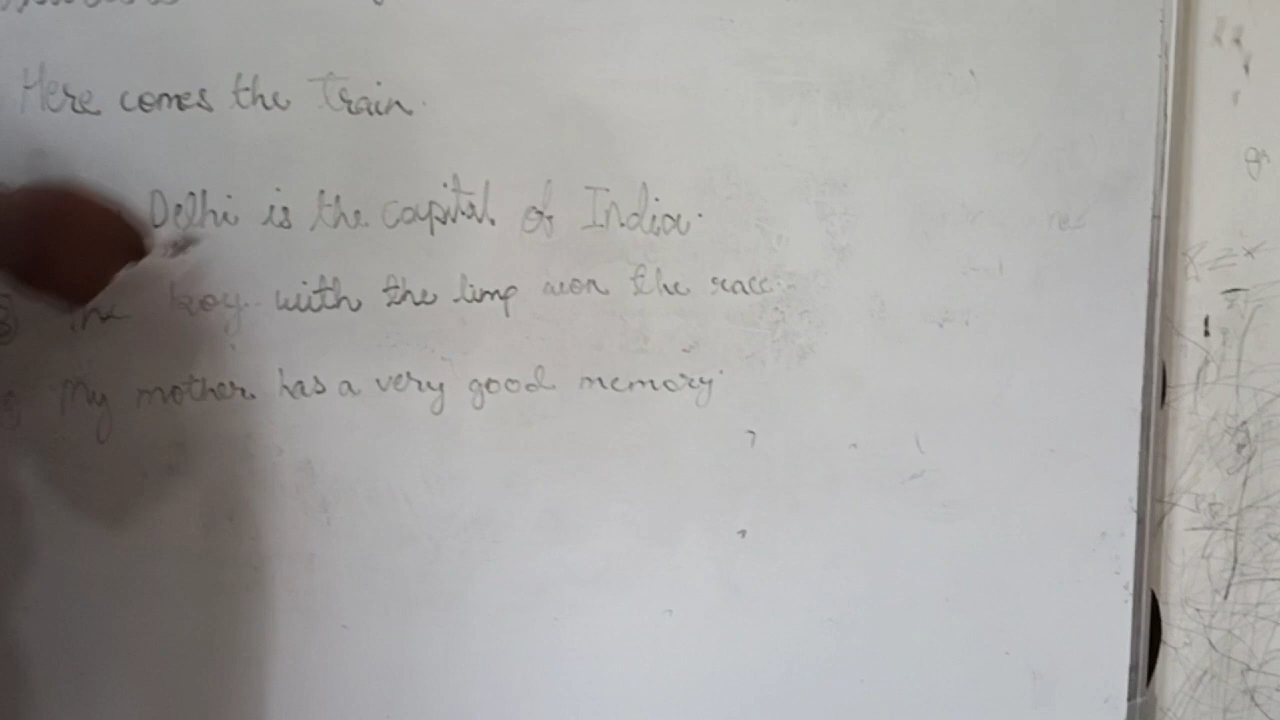 Here comes the train.
Delhi is the capital of India.
The boy with the limp won the race.
My mother has a very good memory.